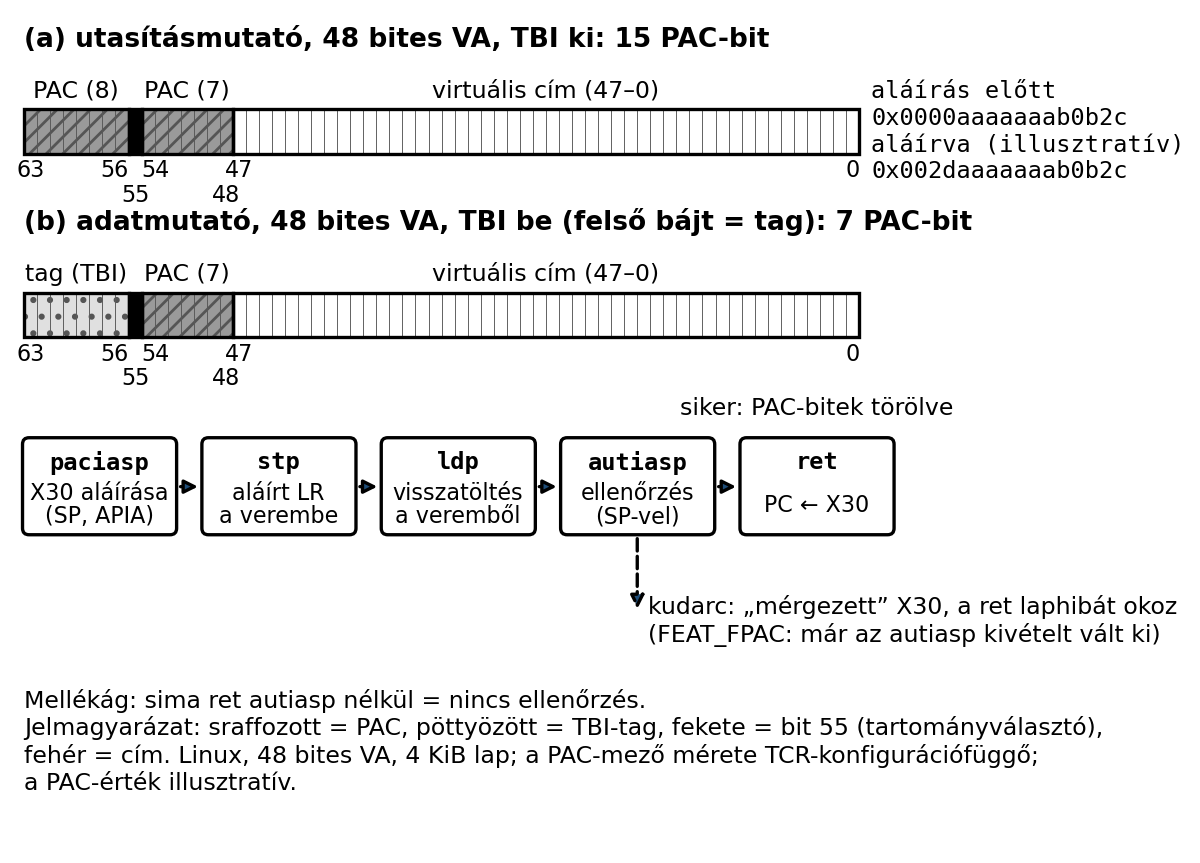 (a) utasításmutató, 48 bites VA, TBI ki: 15 PAC-bit
PAC (8) PAC (7) virtuális cím (47–0)
63 56 54 47 0
55 48
aláírás előtt
0x0000aaaaaaab0b2c
aláírva (illusztratív)
0x002daaaaaaab0b2c
(b) adatmutató, 48 bites VA, TBI be (felső bájt = tag): 7 PAC-bit
tag (TBI) PAC (7) virtuális cím (47–0)
63 56 54 47 0
55 48
siker: PAC-bitek törölve
paciasp
X30 aláírása
(SP, APIA)
stp
aláírt LR
a verembe
ldp
visszatöltés
a veremből
autiasp
ellenőrzés
(SP-vel)
ret
PC ← X30
kudarc: „mérgezett” X30, a ret laphibát okoz
(FEAT_FPAC: már az autiasp kivételt vált ki)
Mellékág: sima ret autiasp nélkül = nincs ellenőrzés.
Jelmagyarázat: sraffozott = PAC, pöttyözött = TBI-tag, fekete = bit 55 (tartományválasztó),
fehér = cím. Linux, 48 bites VA, 4 KiB lap; a PAC-mező mérete TCR-konfigurációfüggő;
a PAC-érték illusztratív.